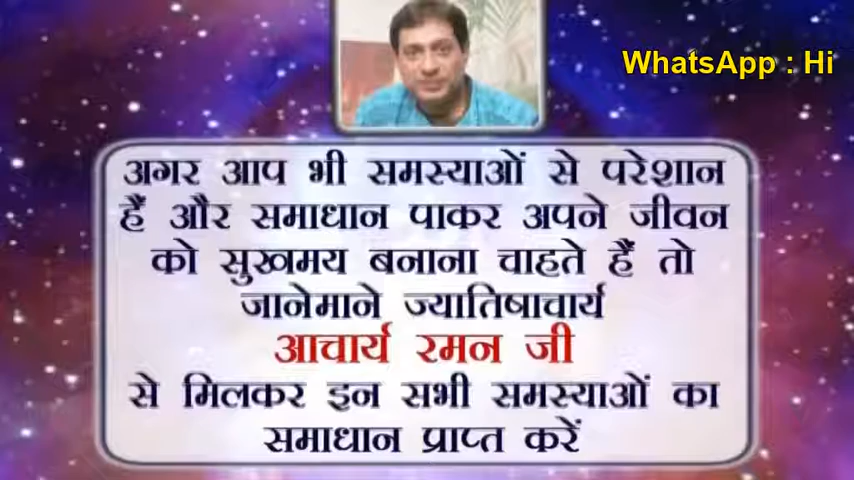 WhatsApp : Hi
अगर आप भी समस्याओं से परेशान
हैं और समाधान पाकर अपने जीवन
को सुखमय बनाना चाहते हैं तो
जानेमाने ज्यातिषाचार्य
आचार्य रमन जी
से मिलकर इन सभी समस्याओं का
समाधान प्राप्त करें